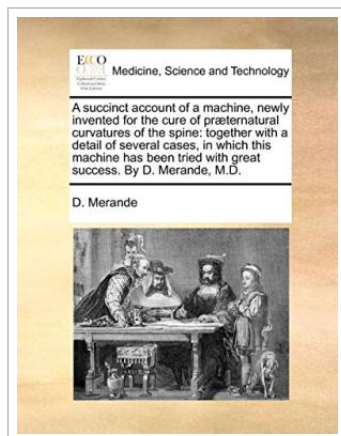 ECCO
Medicine, Science and Technology
A succinct account of a machine, newly
invented for the cure of præternatural
curvatures of the spine: together with a
detail of several cases, in which this
machine has been tried with great
success. By D. Merande, M.D.
D. Merande